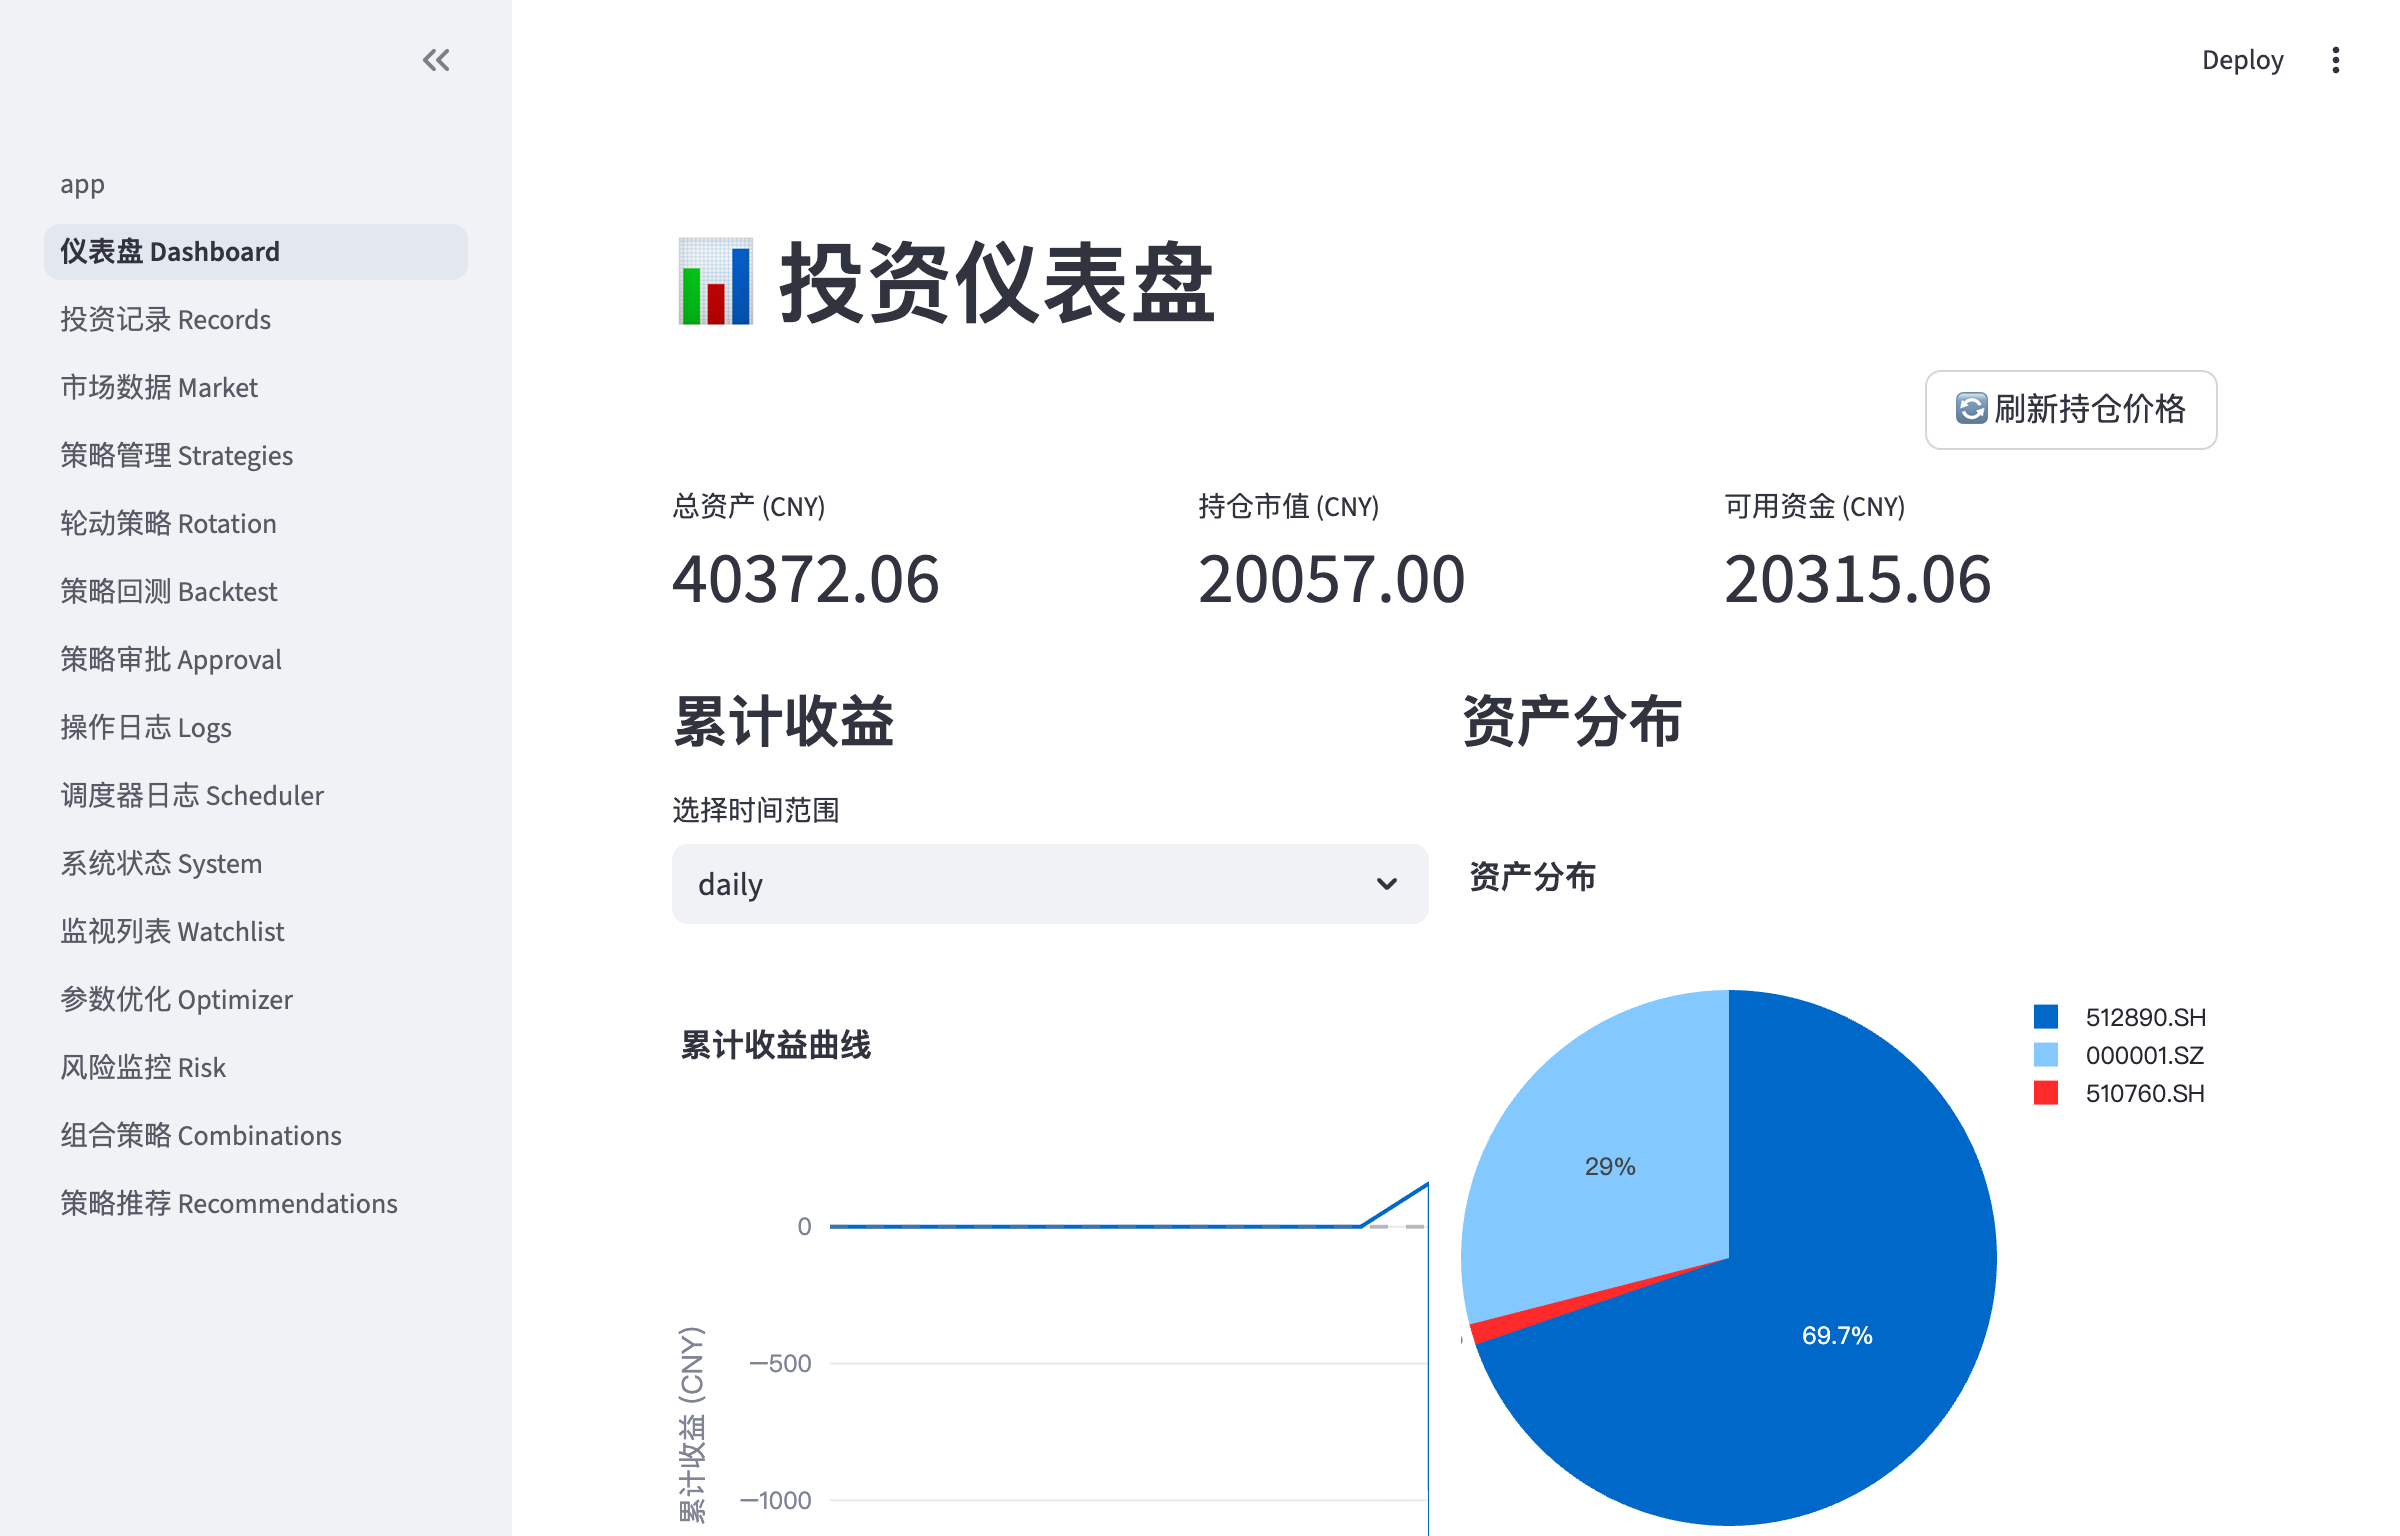 Deploy
app
仪表盘 Dashboard
投资记录 Records
市场数据 Market
策略管理 Strategies
轮动策略 Rotation
策略回测 Backtest
策略审批 Approval
操作日志 Logs
调度器日志 Scheduler
系统状态 System
监视列表 Watchlist
参数优化 Optimizer
风险监控 Risk
组合策略 Combinations
策略推荐 Recommendations
投资仪表盘
刷新持仓价格
总资产 (CNY)
40372.06
持仓市值 (CNY)
20057.00
可用资金 (CNY)
20315.06
累计收益
选择时间范围
daily
累计收益曲线
0
−500
−1000
累计收益 (CNY)
资产分布
资产分布
29%
69.7%
512890.SH
000001.SZ
510760.SH